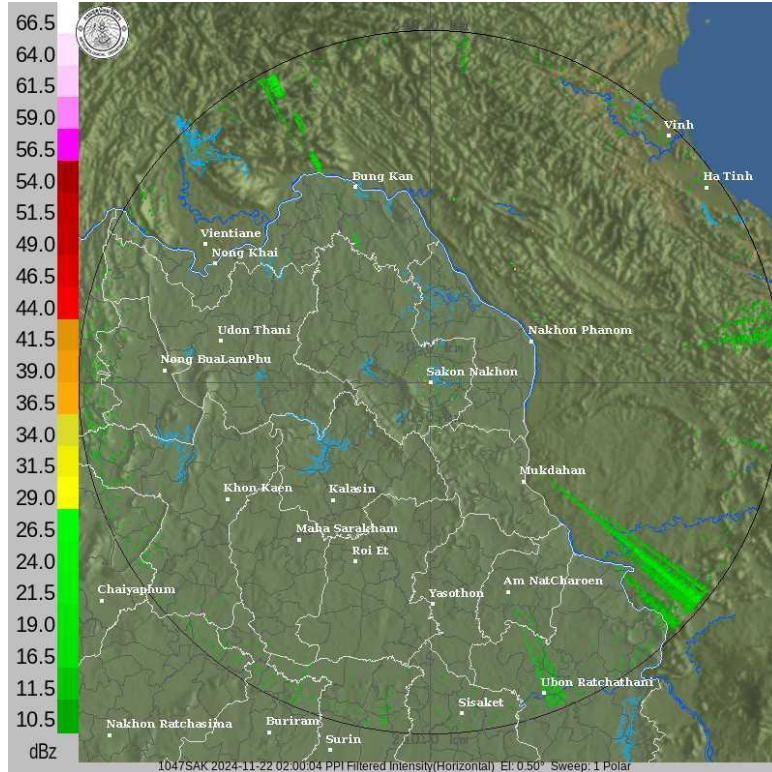 66.5
64.0
61.5
59.0
56.5
54.0
51.5
49.0
46.5
44.0
41.5
39.0
36.5
34.0
31.5
29.0
26.5
24.0
21.5
19.0
16.5
11.5
10.5
dBz
Vinh
Ha Tinh
Bung Kan
Vientiane
Nong Khai
Udon Thani
Nakhon Phanom
Nong BuaLamPhu
Sakon Nakhon
Mukdahan
Khon Kaen
Kalasin
Maha Sarakham
Roi Et
Chaiyaphum
Yasothon
Am NatCharoen
Ubon Ratchathani
Sisaket
Nakhon Ratchasima
Buriram
Surin
1047SAK 2024-11-22 02:00:04 PPI Filtered Intensity(Horizontal) El: 0.50° Sweep: 1 Polar